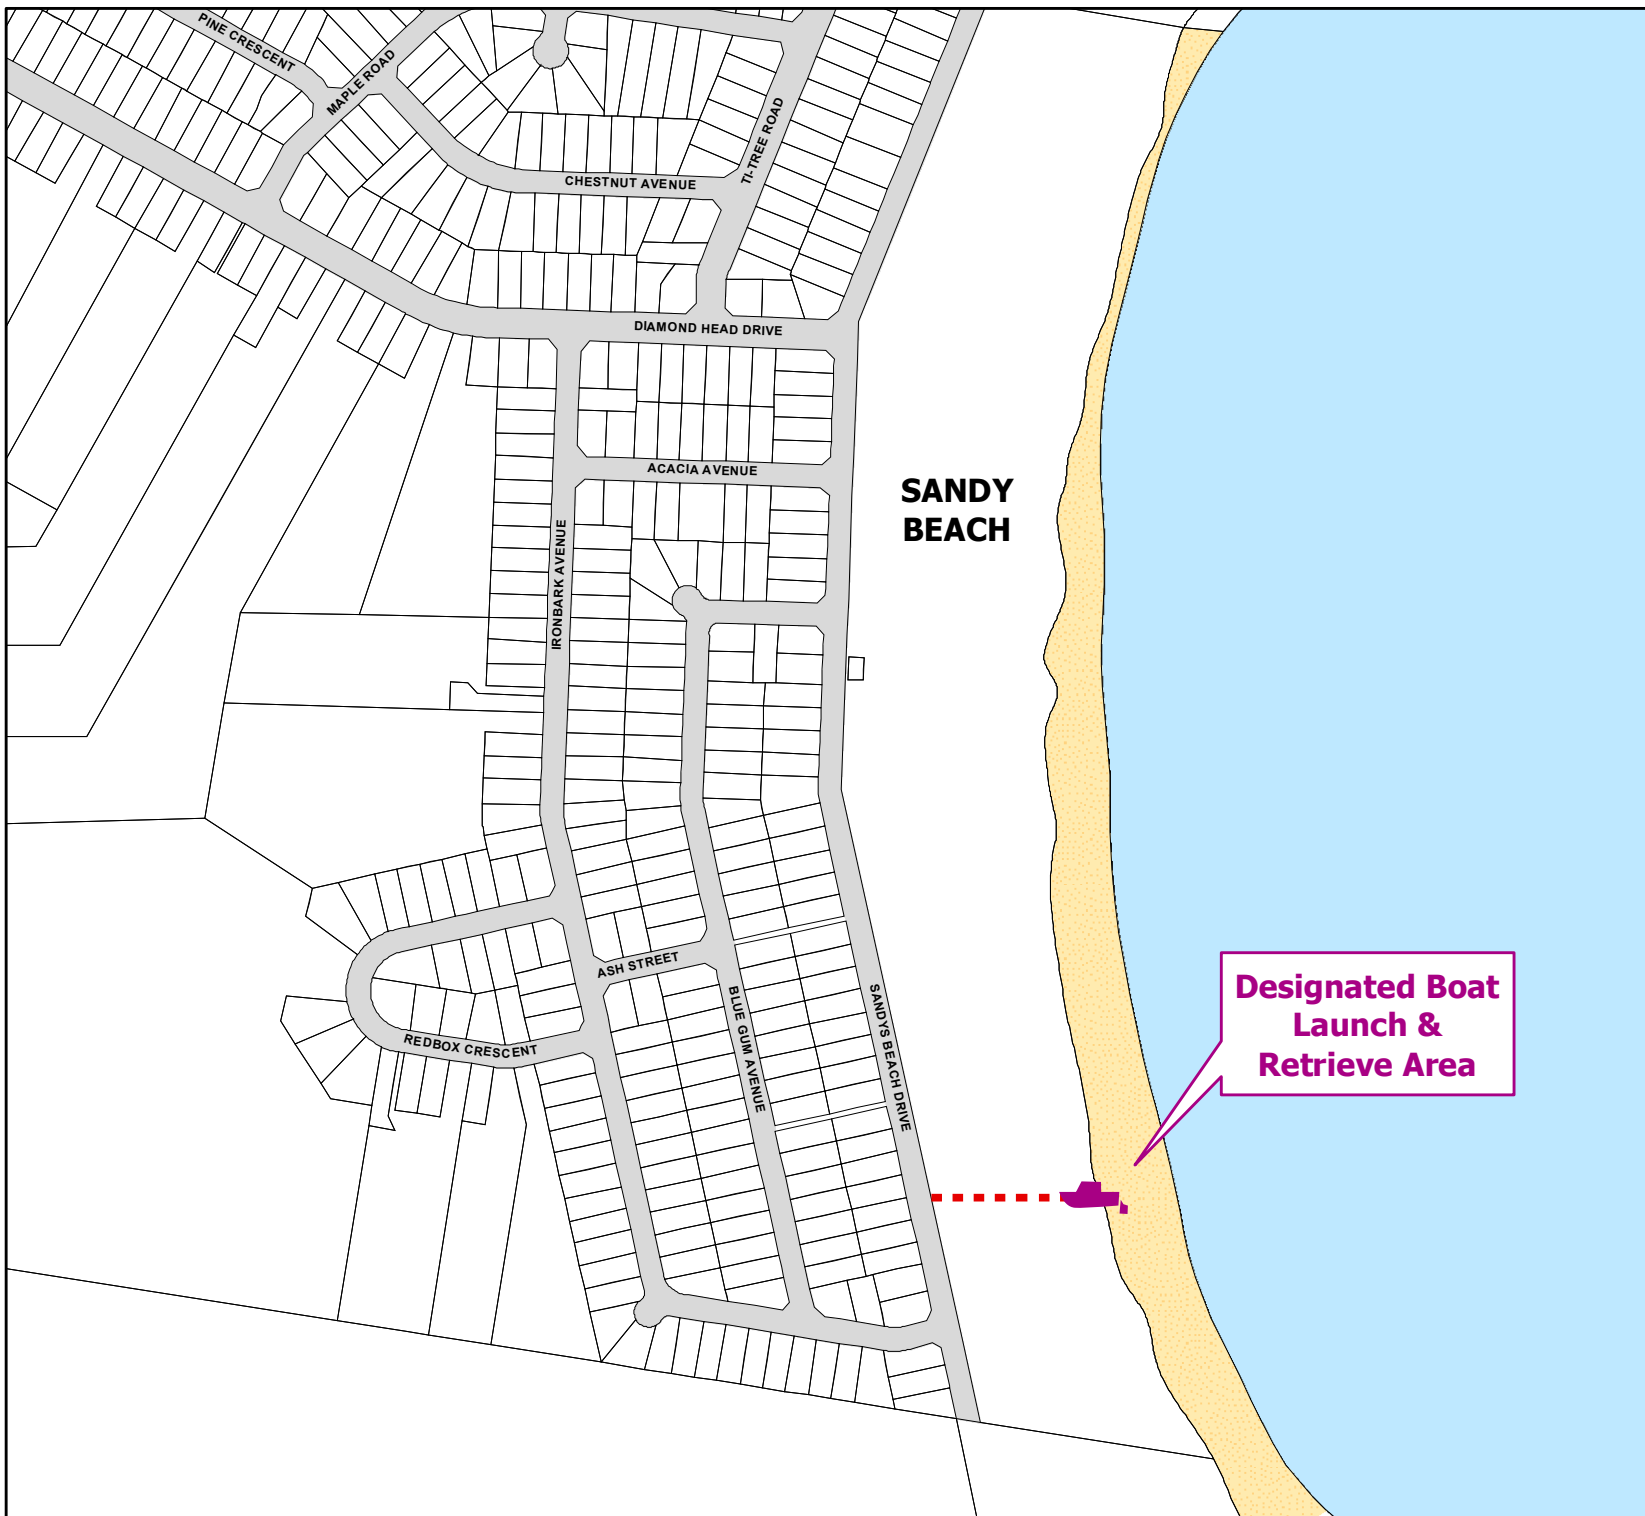 PINE CRESCENT
MAPLE ROAD
TI-TREE ROAD
CHESTNUT AVENUE
DIAMOND HEAD DRIVE
ACACIA AVENUE
SANDY
BEACH
IRONBARK AVENUE
ASH STREET
Designated Boat
Launch &
Retrieve Area
BLUE GUM AVENUE
SANDYS BEACH DRIVE
REDBOX CRESCENT